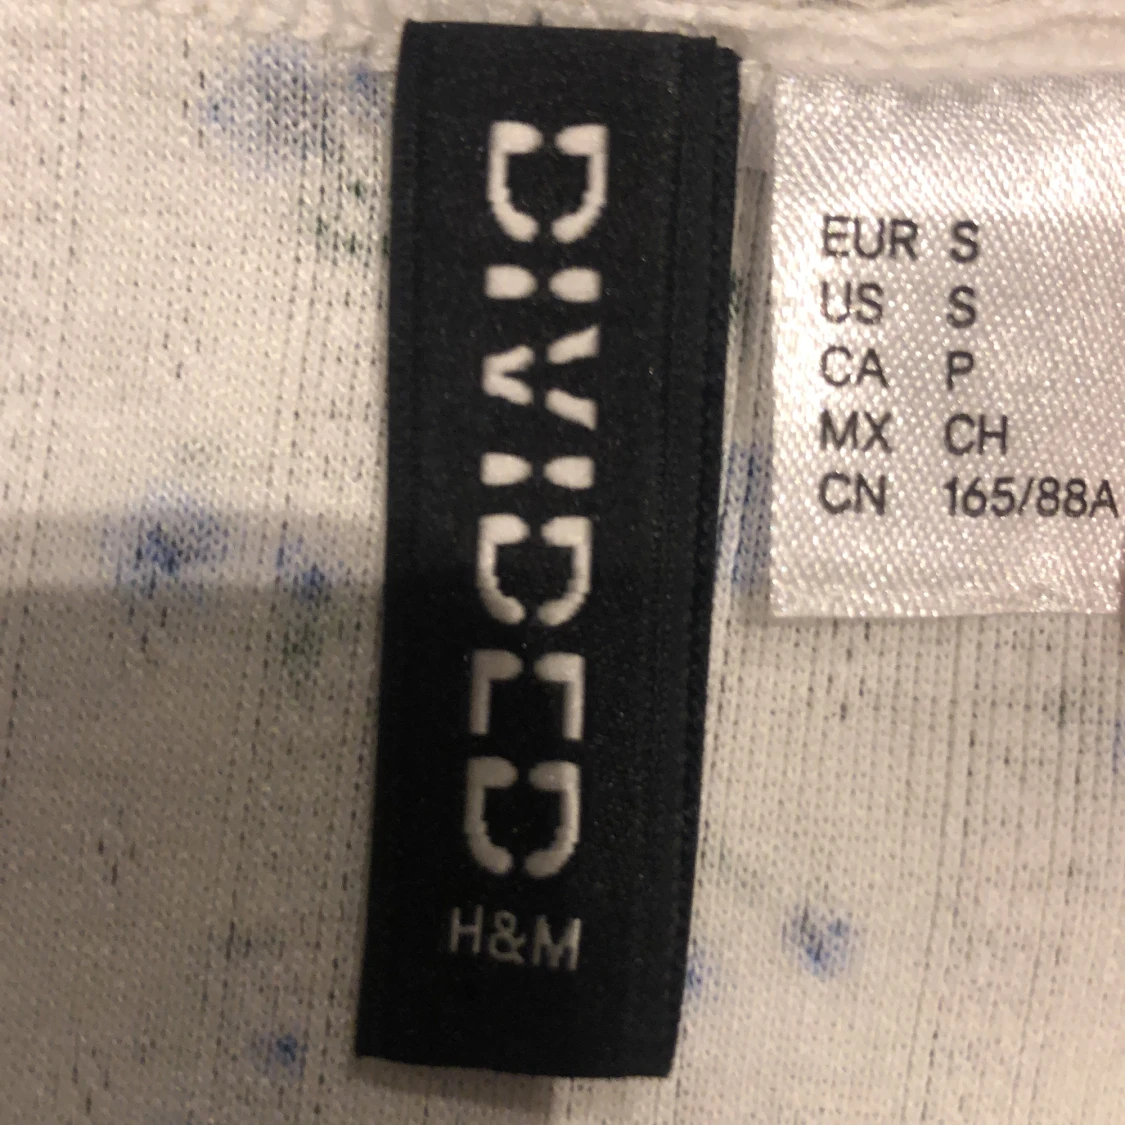 DIVIDED
H&M
EUR S
US S
CA P
MX CH
CN 165/88A